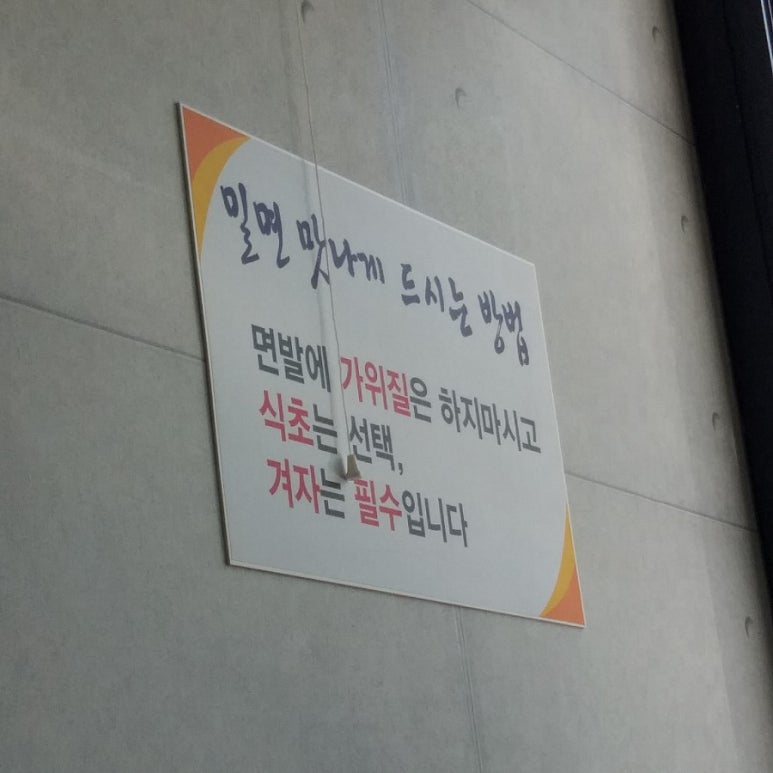 밀면 맛나게 드시는 방법
면발에 가위질은 하지마시고
식초는 선택,
겨자는 필수입니다